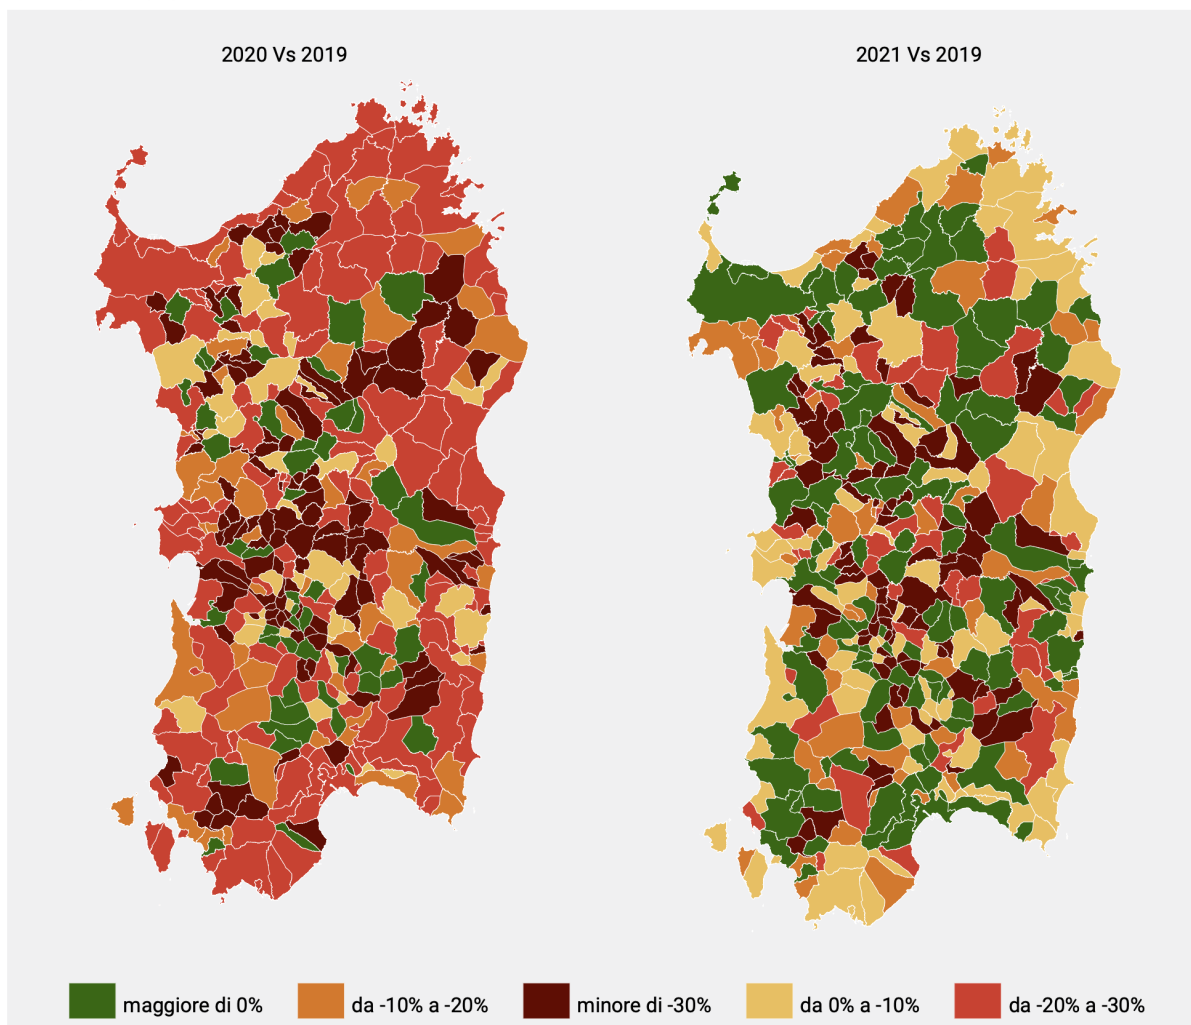 2020 Vs 2019
2021 Vs 2019
maggiore di 0%
da -10% a -20%
minore di -30%
da 0% a -10%
da -20% a -30%